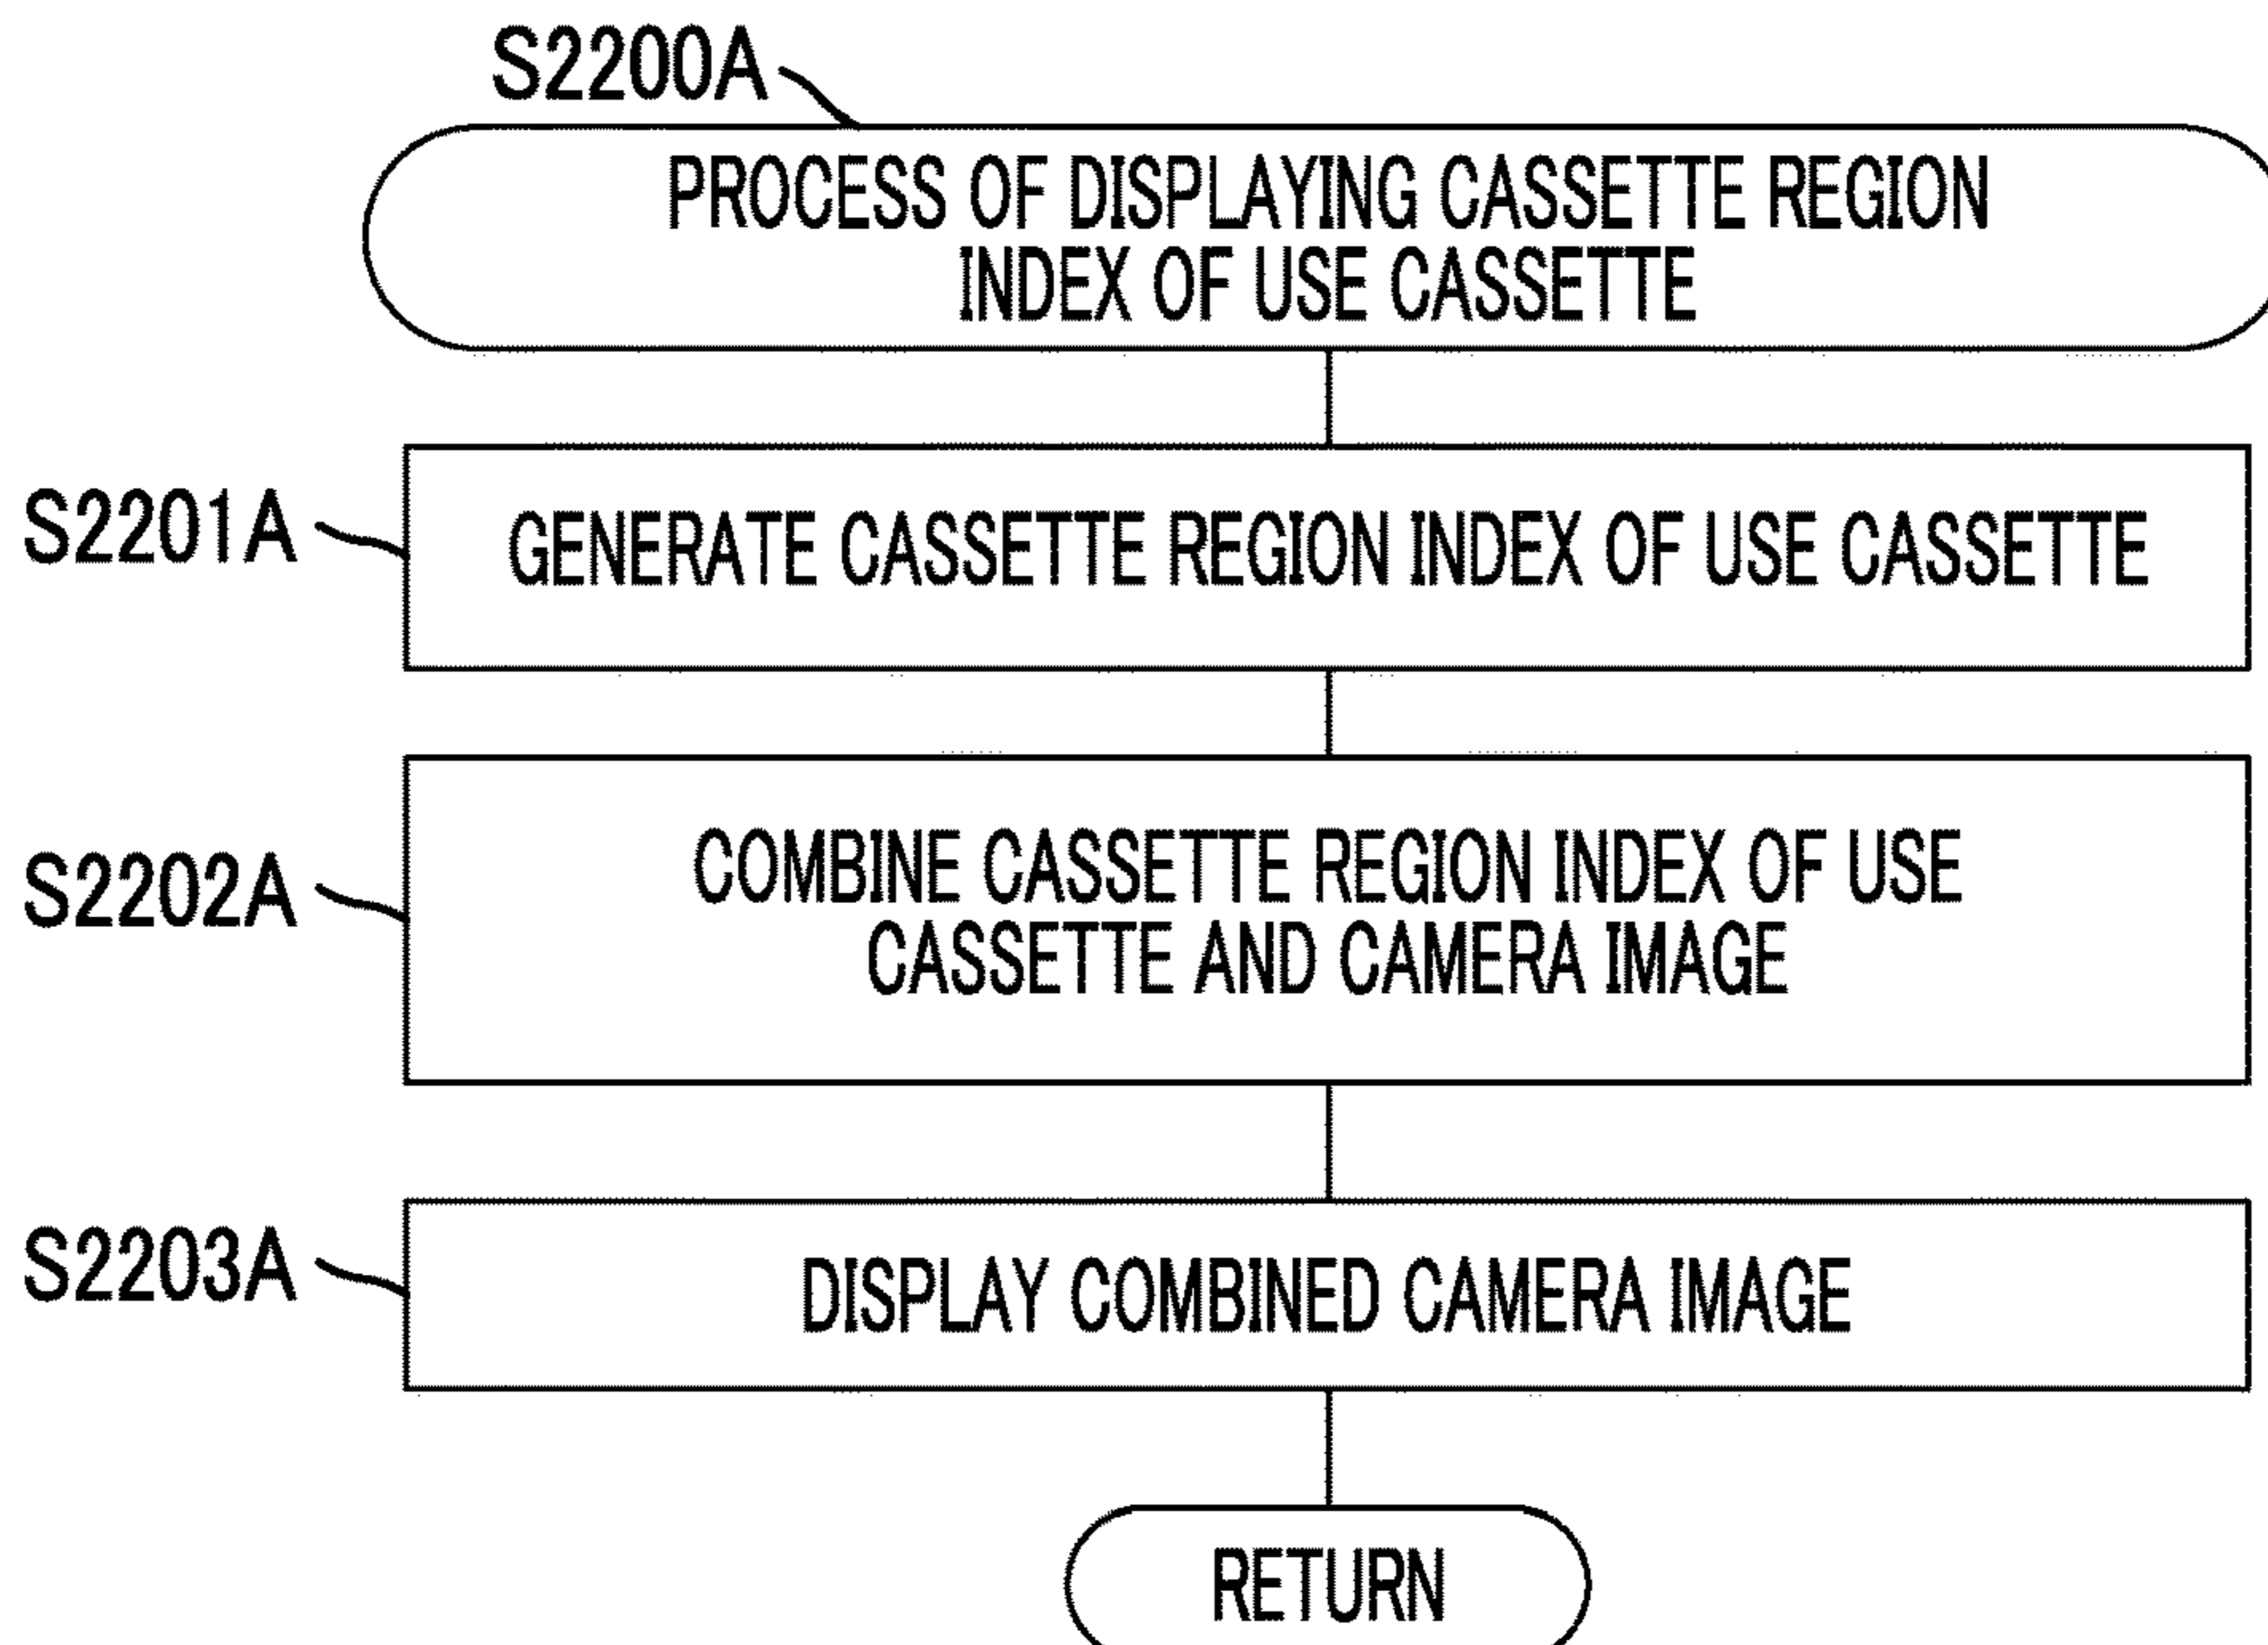 S2200A
PROCESS OF DISPLAYING CASSETTE REGION
INDEX OF USE CASSETTE
S2201A
GENERATE CASSETTE REGION INDEX OF USE CASSETTE
S2202A
COMBINE CASSETTE REGION INDEX OF USE
CASSETTE AND CAMERA IMAGE
S2203A
DISPLAY COMBINED CAMERA IMAGE
RETURN